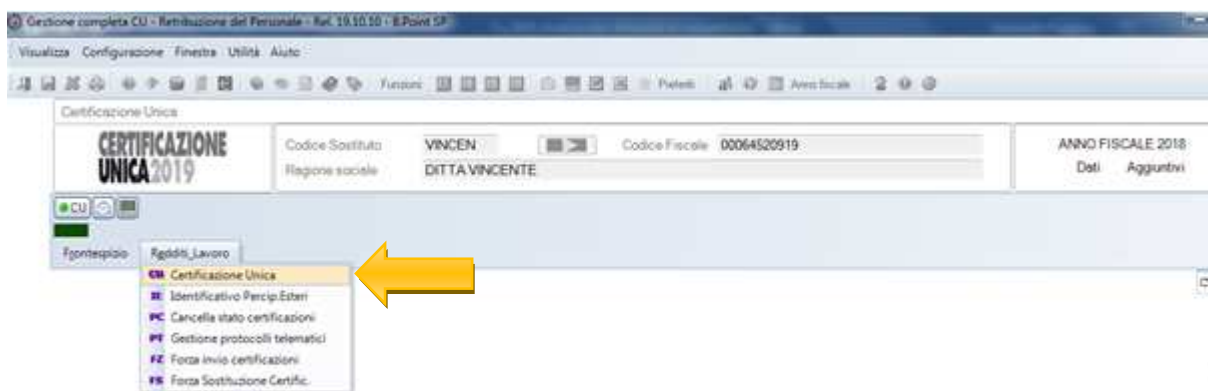 Gestione completa CU - Retribuzione del Personale - Rel. 19.10.10 - B.Point SP
Visualizza Configurazione Finestra Utilità Aiuto
Funzioni Preferiti Anno fiscale
Certificazione Unica
CERTIFICAZIONE UNICA 2019
Codice Sostituto VINCEN Codice Fiscale 00064520919
Ragione sociale DITTA VINCENTE
ANNO FISCALE 2018
Dati Aggiuntivi
CU
Frontespizio Redditi_Lavoro
CU Certificazione Unica
Identificativo Percip.Esteri
PC Cancella stato certificazioni
PT Gestione protocolli telematici
FZ Forza invio certificazioni
FS Forza Sostituzione Certific.